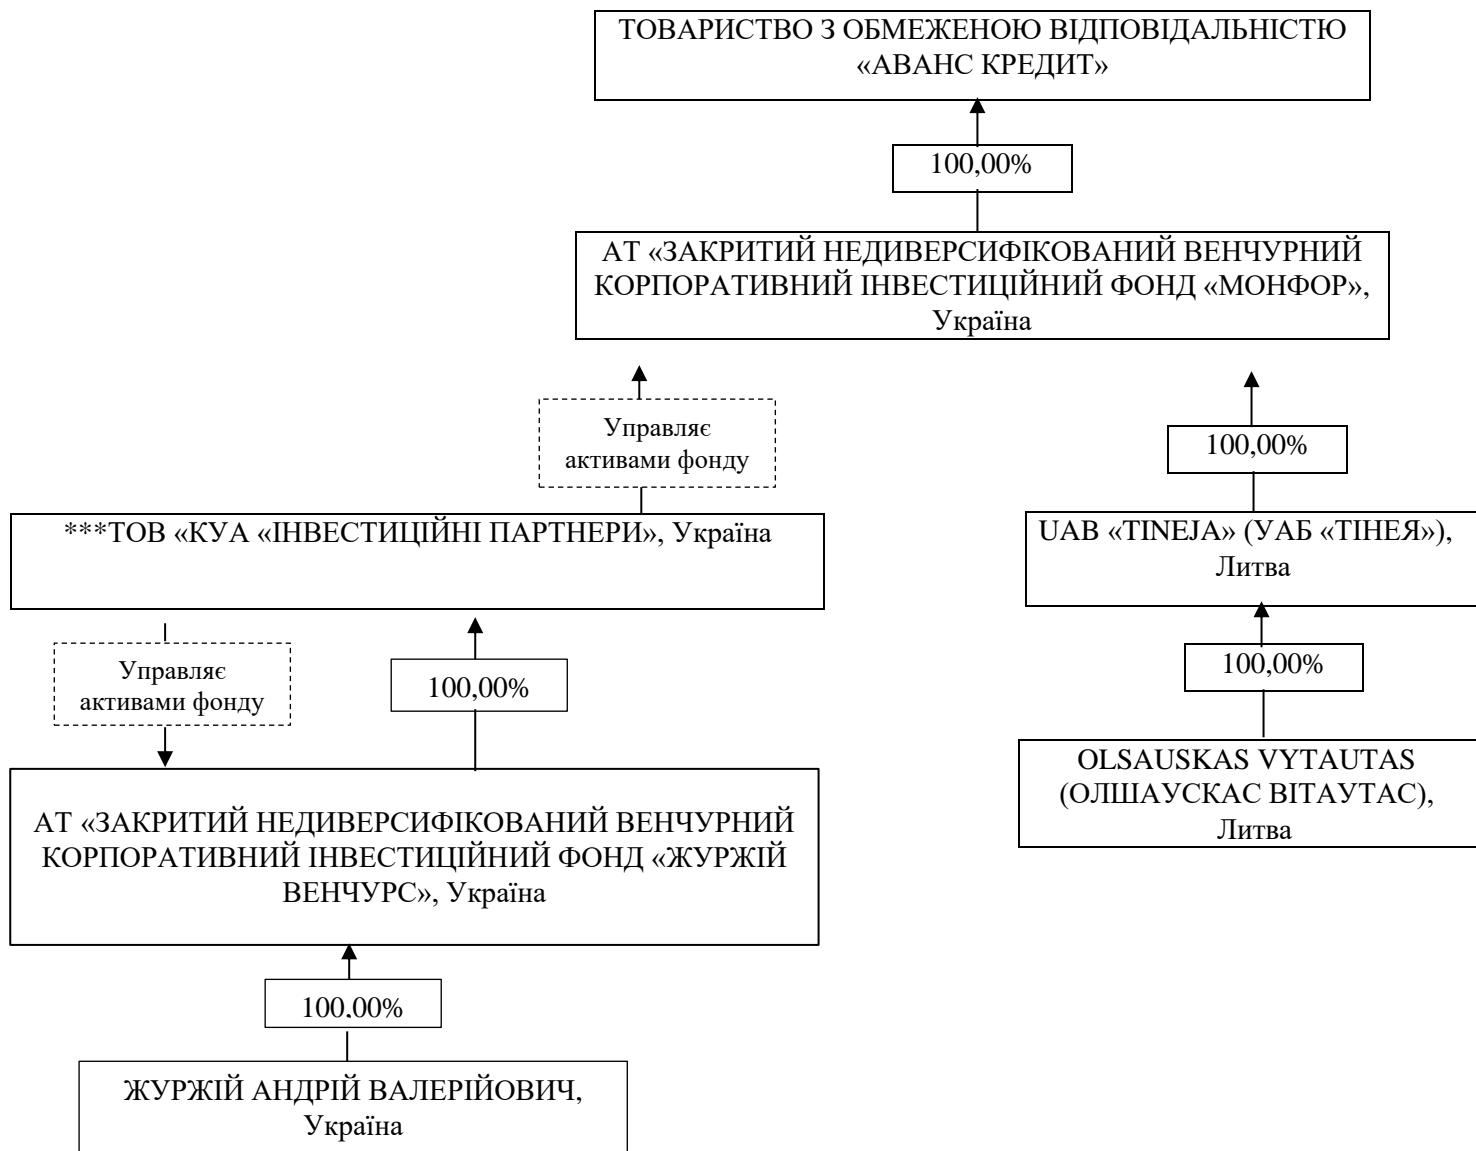 ТОВАРИСТВО З ОБМЕЖЕНОЮ ВІДПОВІДАЛЬНІСТЮ
«АВАНС КРЕДИТ»
100,00%
АТ «ЗАКРИТИЙ НЕДИВЕРСИФІКОВАНИЙ ВЕНЧУРНИЙ
КОРПОРАТИВНИЙ ІНВЕСТИЦІЙНИЙ ФОНД «МОНФОР»,
Україна
Управляє
активами фонду
100,00%
***ТОВ «КУА «ІНВЕСТИЦІЙНІ ПАРТНЕРИ», Україна
UAB «TINEJA» (УАБ «ТІНЕЯ»),
Литва
Управляє
активами фонду
100,00%
100,00%
OLSAUSKAS VYTAUTAS
(ОЛШАУСКАС ВІТАУТАС),
Литва
АТ «ЗАКРИТИЙ НЕДИВЕРСИФІКОВАНИЙ ВЕНЧУРНИЙ
КОРПОРАТИВНИЙ ІНВЕСТИЦІЙНИЙ ФОНД «ЖУРЖІЙ
ВЕНЧУРС», Україна
100,00%
ЖУРЖІЙ АНДРІЙ ВАЛЕРІЙОВИЧ,
Україна